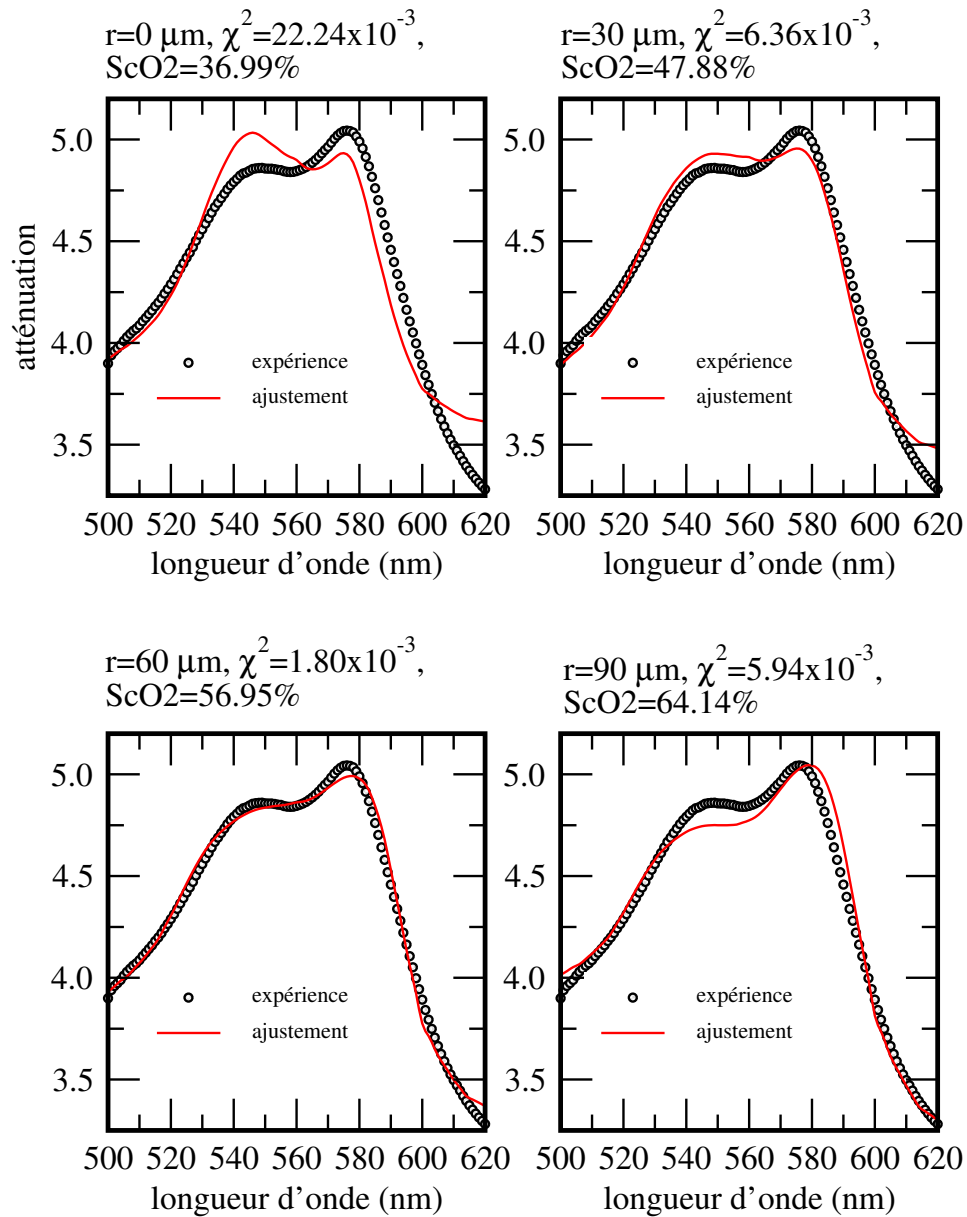 r=0 μm, χ²=22.24x10⁻³,
ScO2=36.99%
5.0
4.5
4.0
3.5
atténuation
expérience
ajustement
500 520 540 560 580 600 620
longueur d’onde (nm)
r=30 μm, χ²=6.36x10⁻³,
ScO2=47.88%
5.0
4.5
4.0
3.5
expérience
ajustement
500 520 540 560 580 600 620
longueur d’onde (nm)
r=60 μm, χ²=1.80x10⁻³,
ScO2=56.95%
5.0
4.5
4.0
3.5
expérience
ajustement
500 520 540 560 580 600 620
longueur d’onde (nm)
r=90 μm, χ²=5.94x10⁻³,
ScO2=64.14%
5.0
4.5
4.0
3.5
expérience
ajustement
500 520 540 560 580 600 620
longueur d’onde (nm)